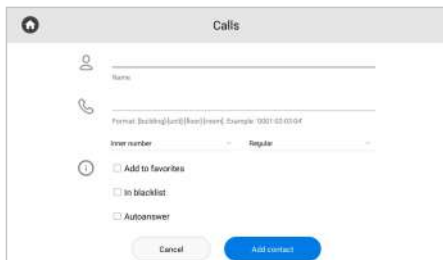 Calls
Name
Format: [building]-[unit]-[floor]-[room]. Example: '0001-03-03-04'
Inner number Regular
Add to favorites
In blacklist
Autoanswer
Cancel Add contact